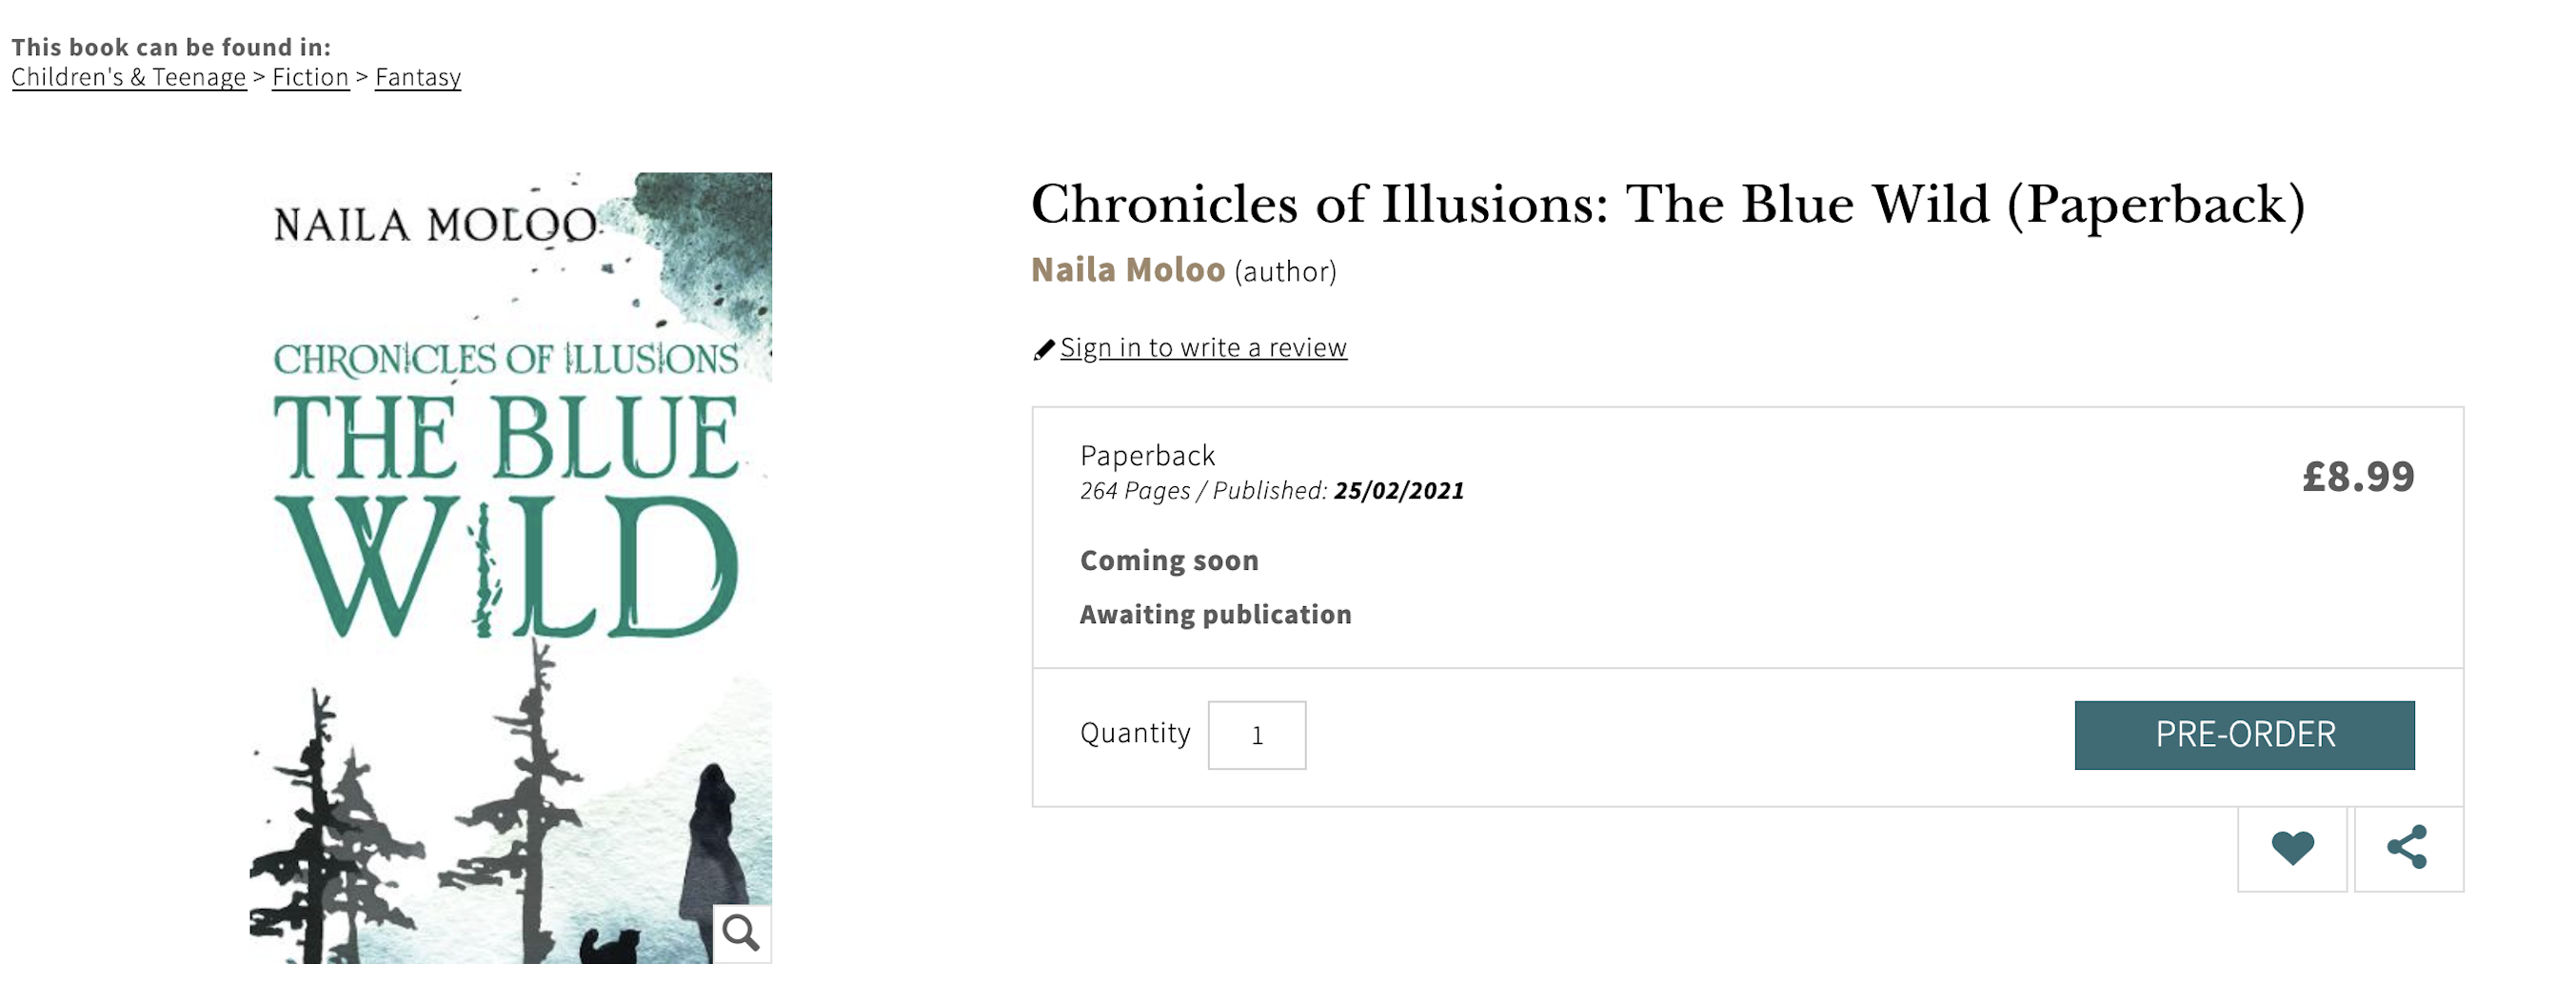 This book can be found in:
Children's & Teenage > Fiction > Fantasy
NAILA MOLOO
CHRONICLES OF ILLUSIONS
THE BLUE
WILD
Chronicles of Illusions: The Blue Wild (Paperback)
Naila Moloo (author)
Sign in to write a review
Paperback
£8.99
264 Pages / Published: 25/02/2021
Coming soon
Awaiting publication
Quantity 1
PRE-ORDER